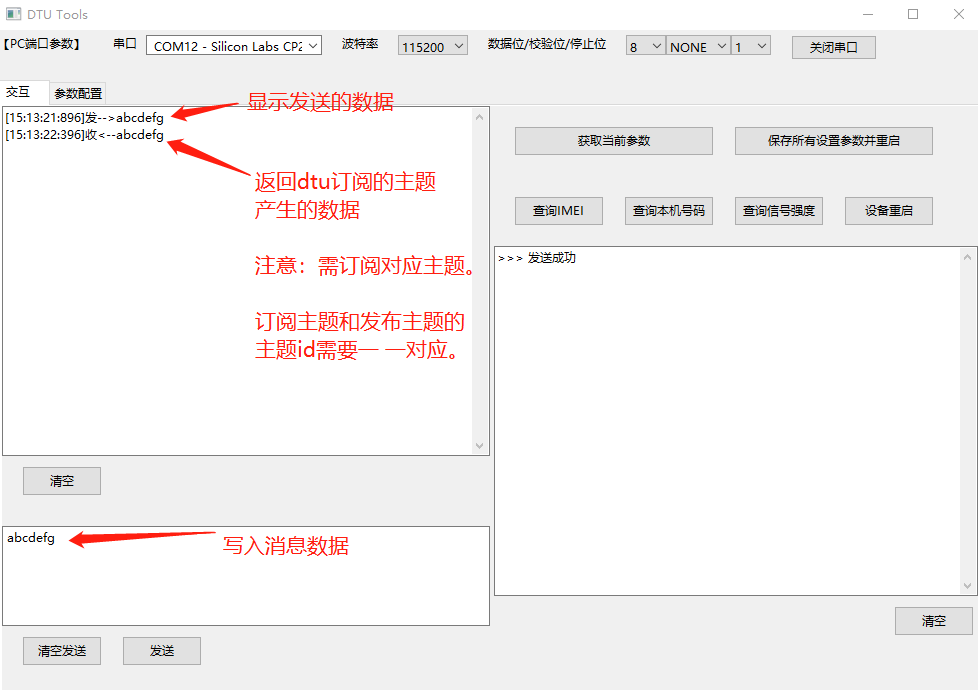 DTU Tools
【PC端口参数】 串口 COM12 - Silicon Labs CP2 波特率 115200 数据位/校验位/停止位 8 NONE 1 关闭串口
交互 参数配置
[15:13:21:896]发-->abcdefg
[15:13:22:396]收<--abcdefg
显示发送的数据
返回dtu订阅的主题
产生的数据
注意：需订阅对应主题。
订阅主题和发布主题的
主题id需要一 一对应。
清空
abcdefg
写入消息数据
清空发送 发送
获取当前参数 保存所有设置参数并重启
查询IMEI 查询本机号码 查询信号强度 设备重启
>>> 发送成功
清空